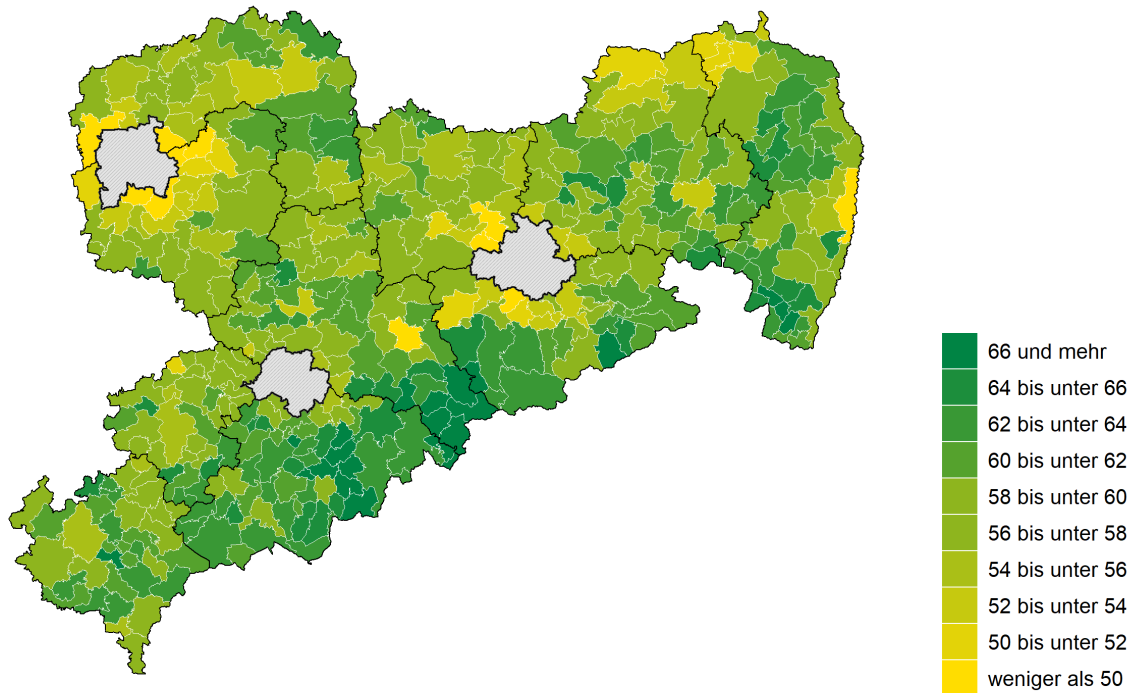 66 und mehr
64 bis unter 66
62 bis unter 64
60 bis unter 62
58 bis unter 60
56 bis unter 58
54 bis unter 56
52 bis unter 54
50 bis unter 52
weniger als 50